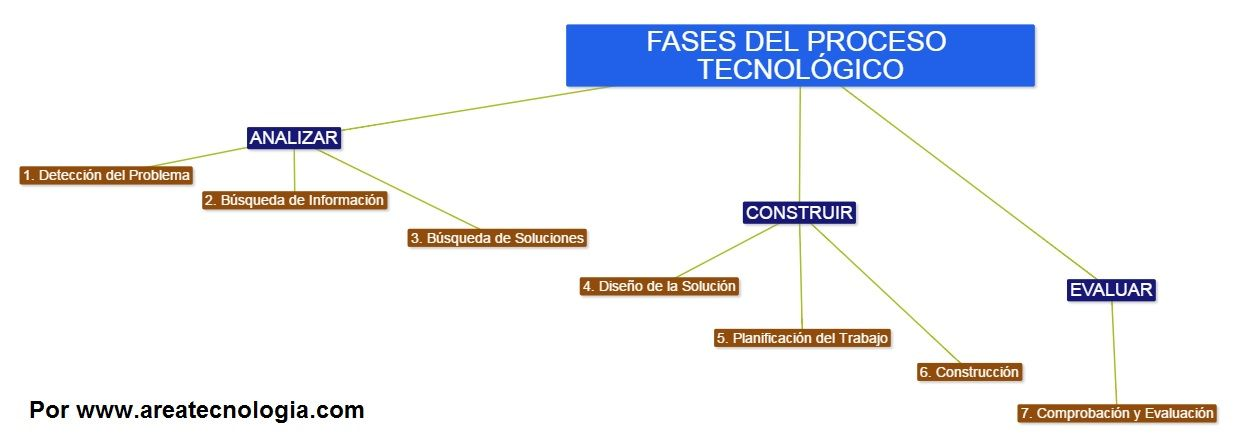 FASES DEL PROCESO
TECNOLÓGICO
ANALIZAR
1. Detección del Problema
2. Búsqueda de Información
3. Búsqueda de Soluciones
CONSTRUIR
4. Diseño de la Solución
5. Planificación del Trabajo
6. Construcción
EVALUAR
7. Comprobación y Evaluación
Por www.areatecnologia.com